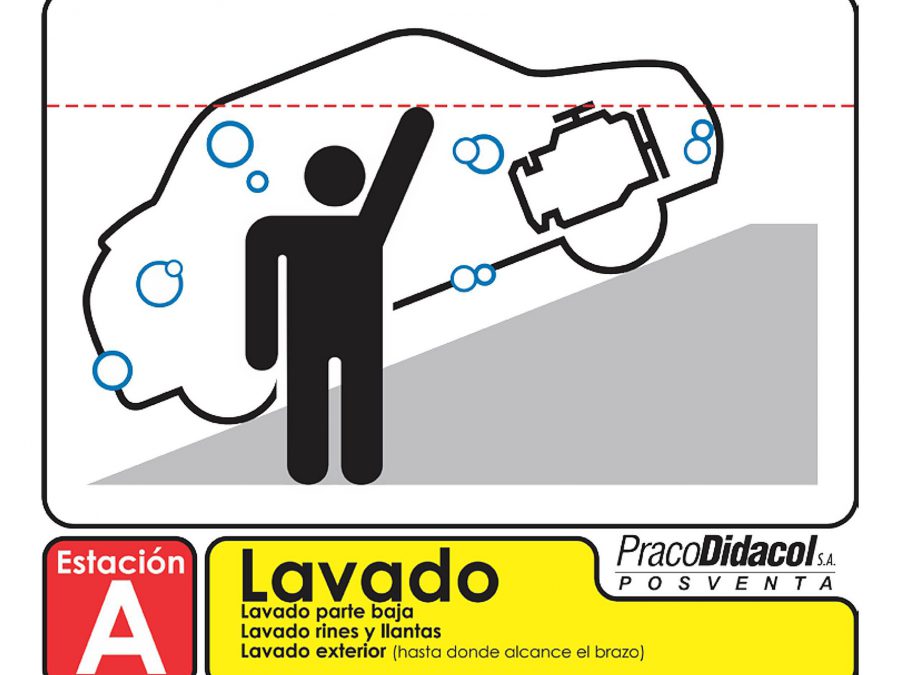 Estación
A
Lavado
Lavado parte baja
Lavado rines y llantas
Lavado exterior (hasta donde alcance el brazo)
PracoDidacol S.A.
POSVENTA